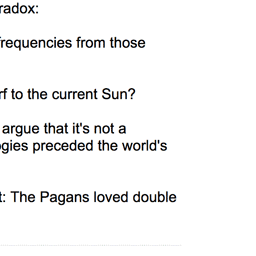 radox:
frequencies from those
rf to the current Sun?
argue that it's not a
ogies preceded the world's
t: The Pagans loved double